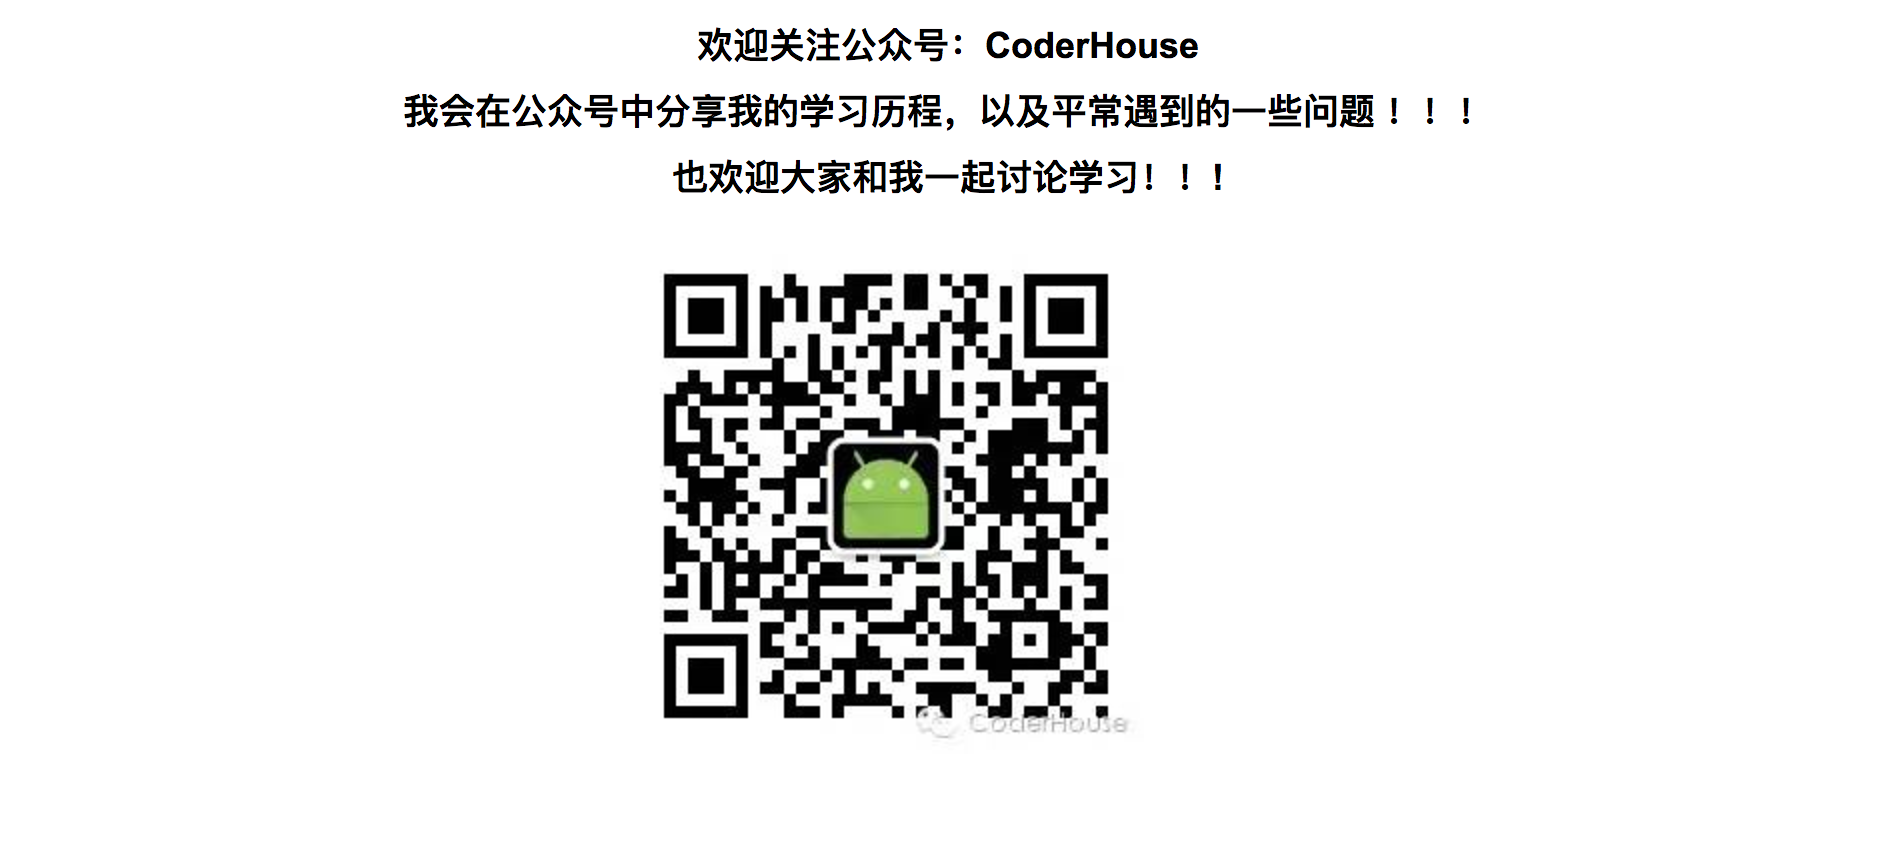 欢迎关注公众号：CoderHouse
我会在公众号中分享我的学习历程，以及平常遇到的一些问题 ！！！
也欢迎大家和我一起讨论学习！！！
CoderHouse